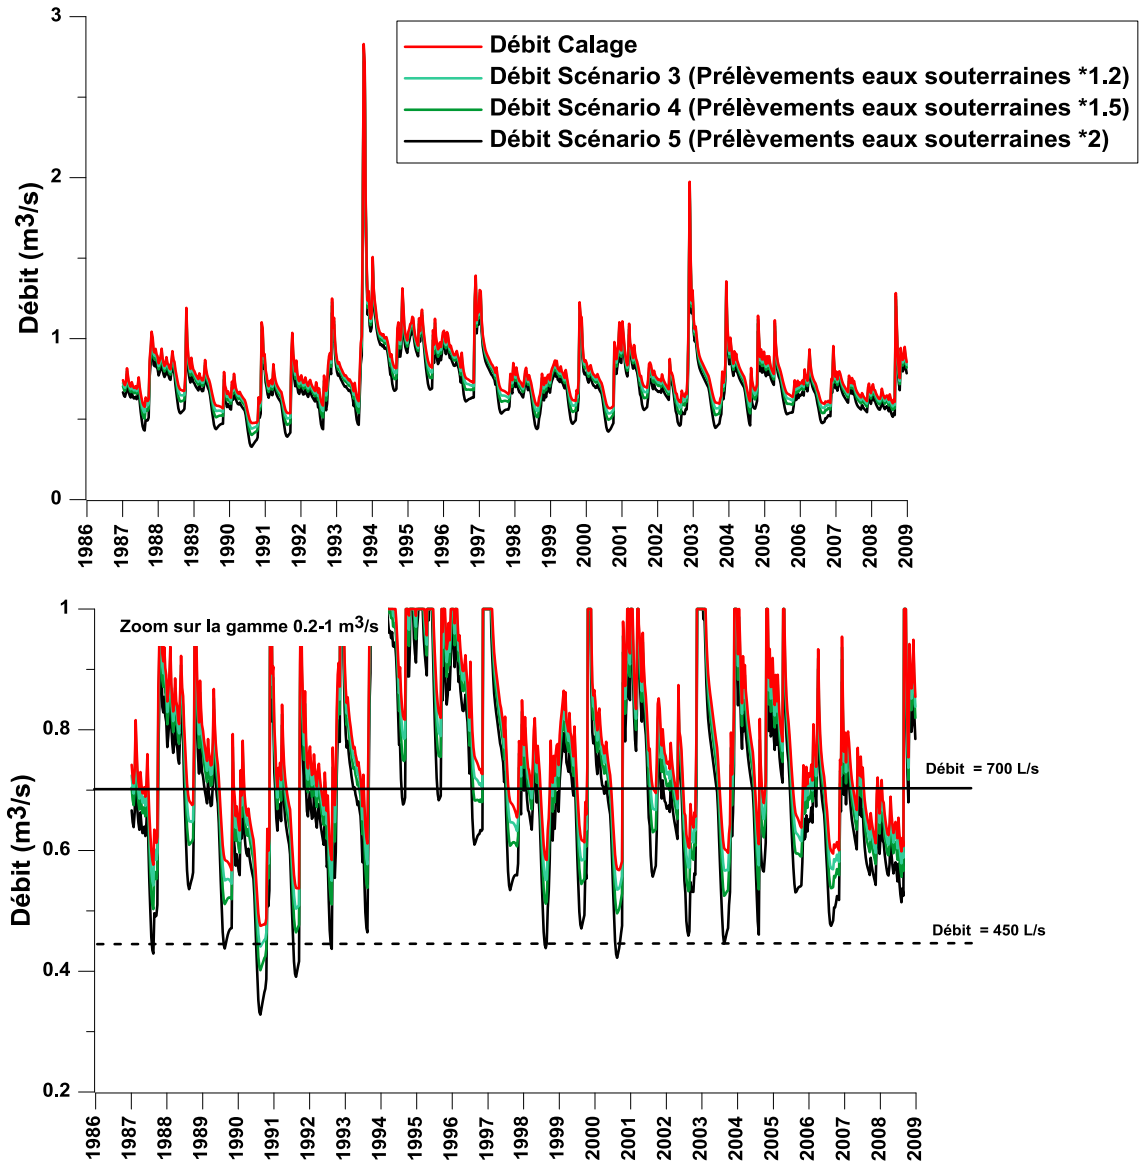 3
2
1
0
Débit (m3/s)
Débit Calage
Débit Scénario 3 (Prélèvements eaux souterraines *1.2)
Débit Scénario 4 (Prélèvements eaux souterraines *1.5)
Débit Scénario 5 (Prélèvements eaux souterraines *2)
1986 1987 1988 1989 1990 1991 1992 1993 1994 1995 1996 1997 1998 1999 2000 2001 2002 2003 2004 2005 2006 2007 2008 2009
1
0.8
0.6
0.4
0.2
Débit (m3/s)
Zoom sur la gamme 0.2-1 m3/s
Débit = 700 L/s
Débit = 450 L/s
1986 1987 1988 1989 1990 1991 1992 1993 1994 1995 1996 1997 1998 1999 2000 2001 2002 2003 2004 2005 2006 2007 2008 2009